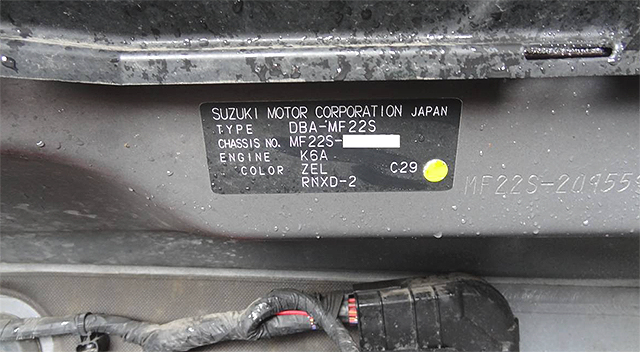 SUZUKI MOTOR CORPORATION JAPAN
TYPE DBA-MF22S
CHASSIS NO. MF22S-
ENGINE K6A
COLOR ZEL C29
RNXD-2